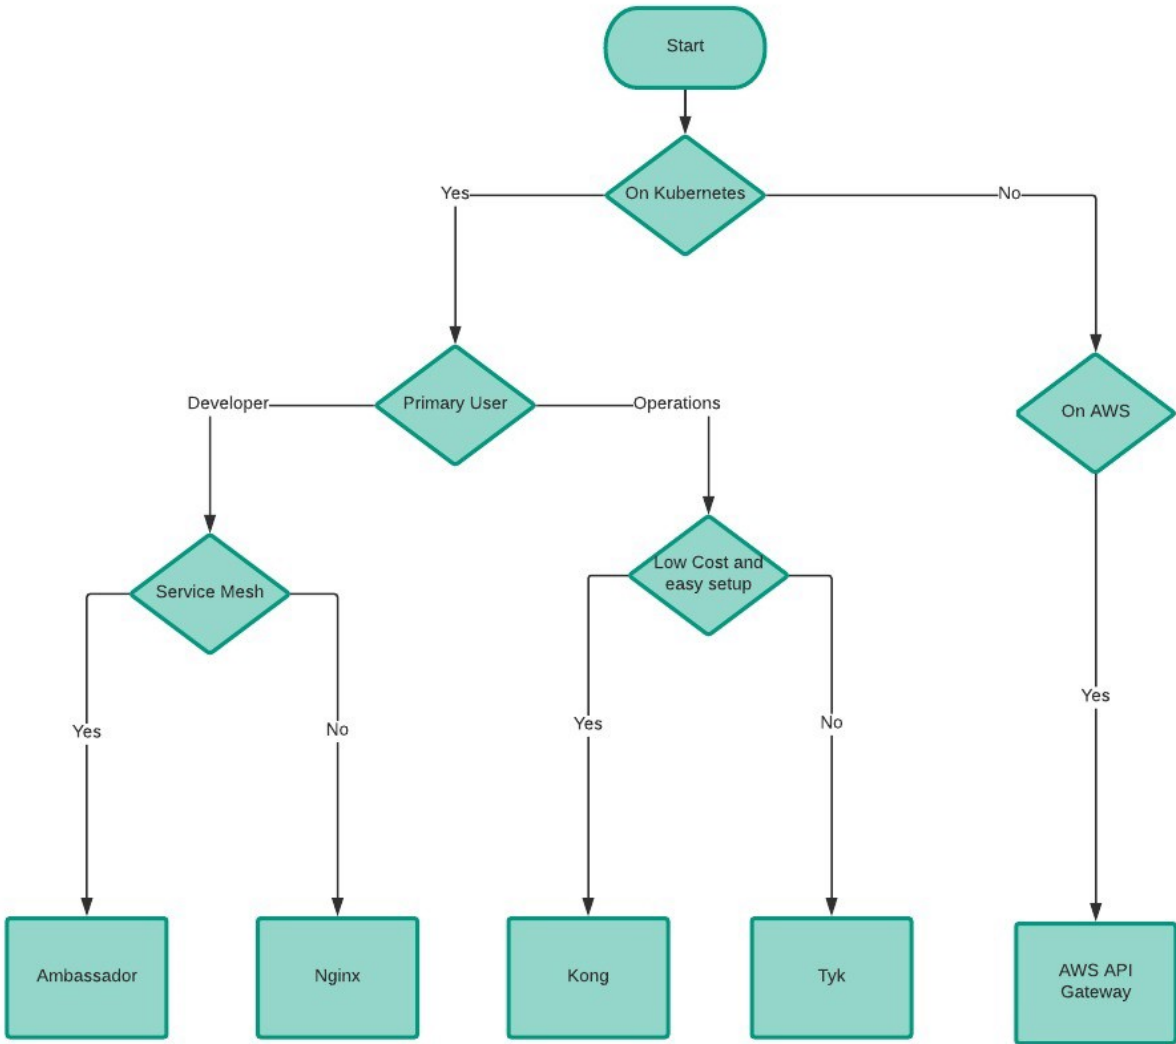 Start
On Kubernetes
Yes
No
Primary User
Developer
Operations
On AWS
Service Mesh
Low Cost and
easy setup
Yes
No
Yes
No
Yes
Ambassador
Nginx
Kong
Tyk
AWS API
Gateway